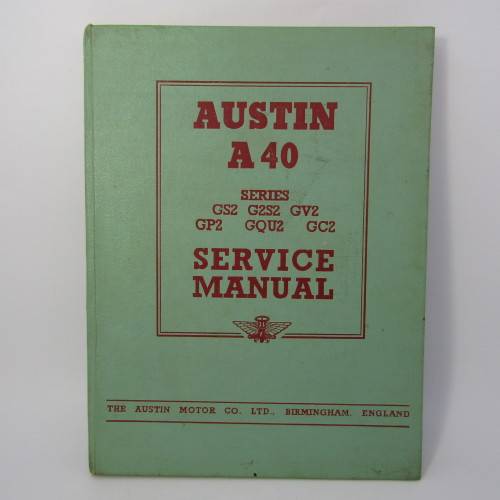 AUSTIN
A 40
SERIES
GS2 G2S2 GV2
GP2 GQU2 GC2
SERVICE
MANUAL
THE AUSTIN MOTOR CO. LTD., BIRMINGHAM. ENGLAND